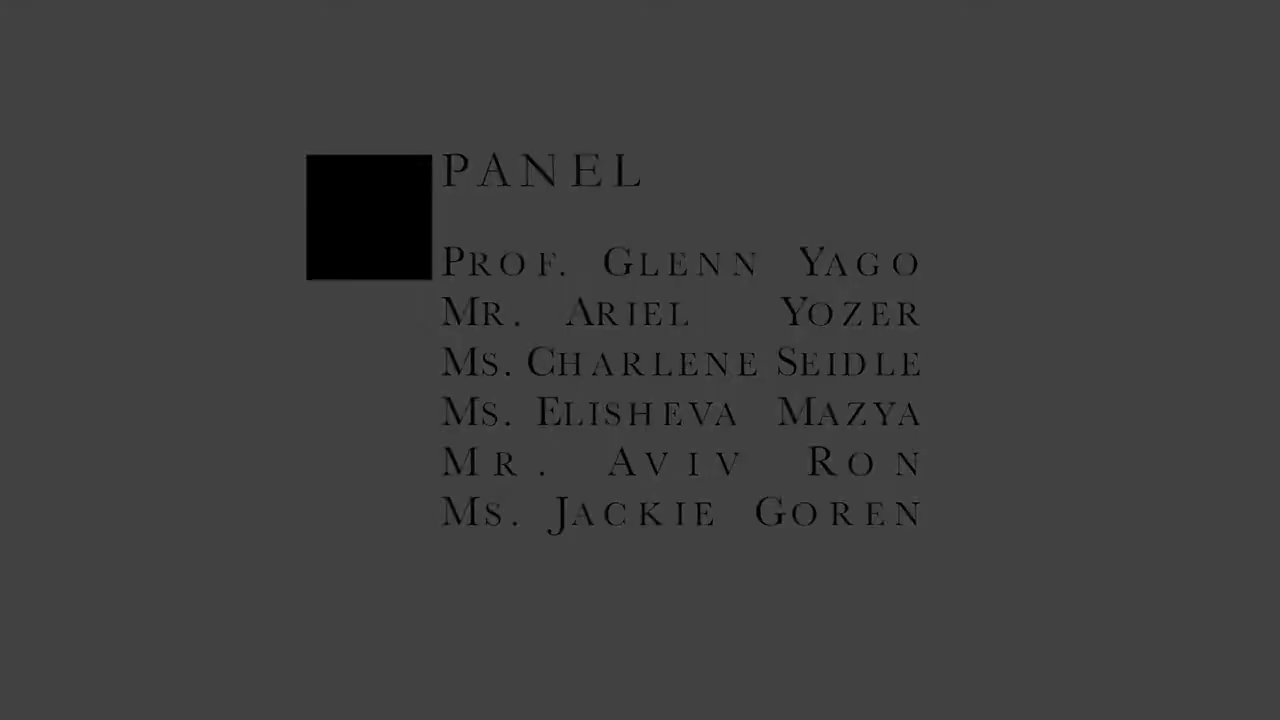 PANEL
PROF. GLENN YAGO
MR. ARIEL YOZER
MS. CHARLENE SEIDLE
MS. ELISHEVA MAZYA
MR. AVIV RON
MS. JACKIE GOREN